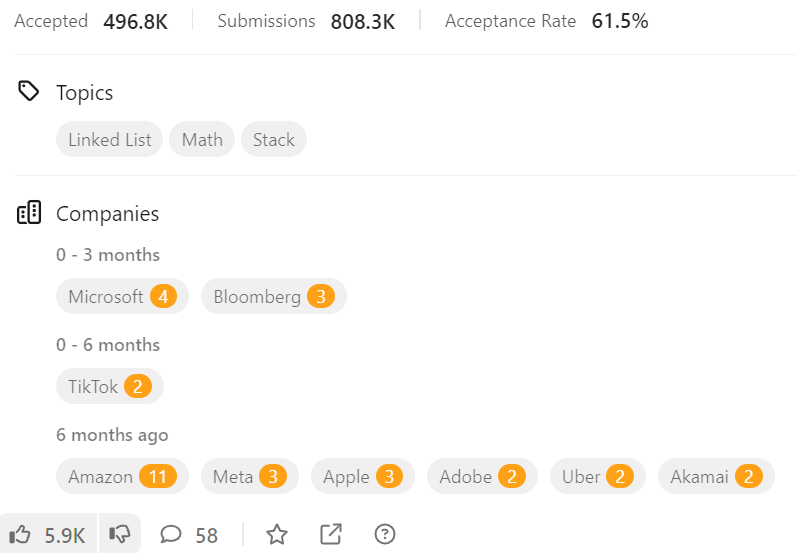 Accepted 496.8K Submissions 808.3K Acceptance Rate 61.5%
Topics
Linked List Math Stack
Companies
0 - 3 months
Microsoft 4 Bloomberg 3
0 - 6 months
TikTok 2
6 months ago
Amazon 11 Meta 3 Apple 3 Adobe 2 Uber 2 Akamai 2
5.9K 58